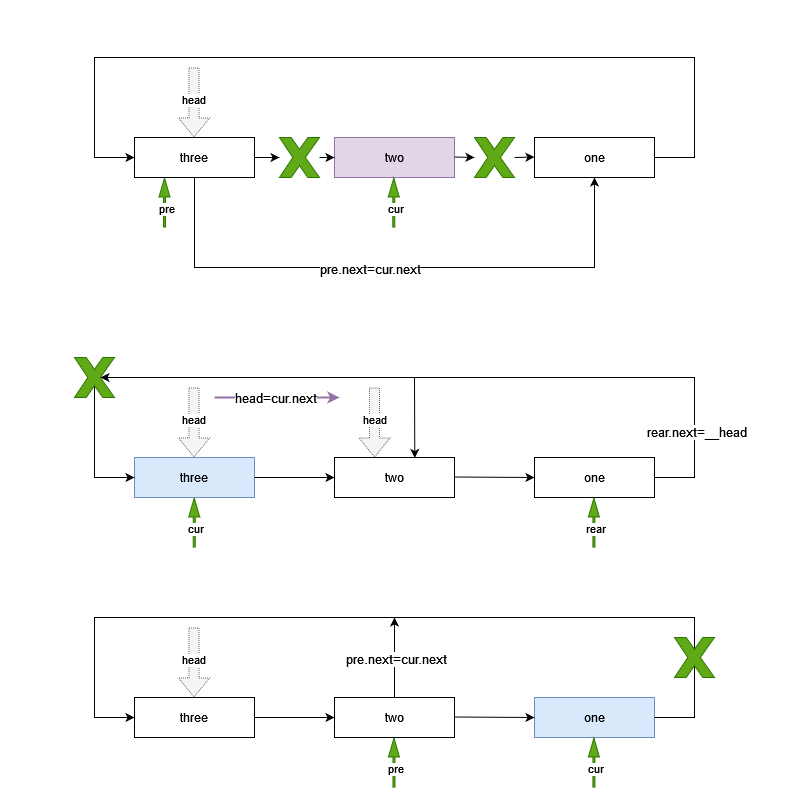 head
three
two
one
pre
cur
pre.next=cur.next
head=cur.next
head
head
rear.next=__head
three
two
one
cur
rear
head
pre.next=cur.next
three
two
one
pre
cur